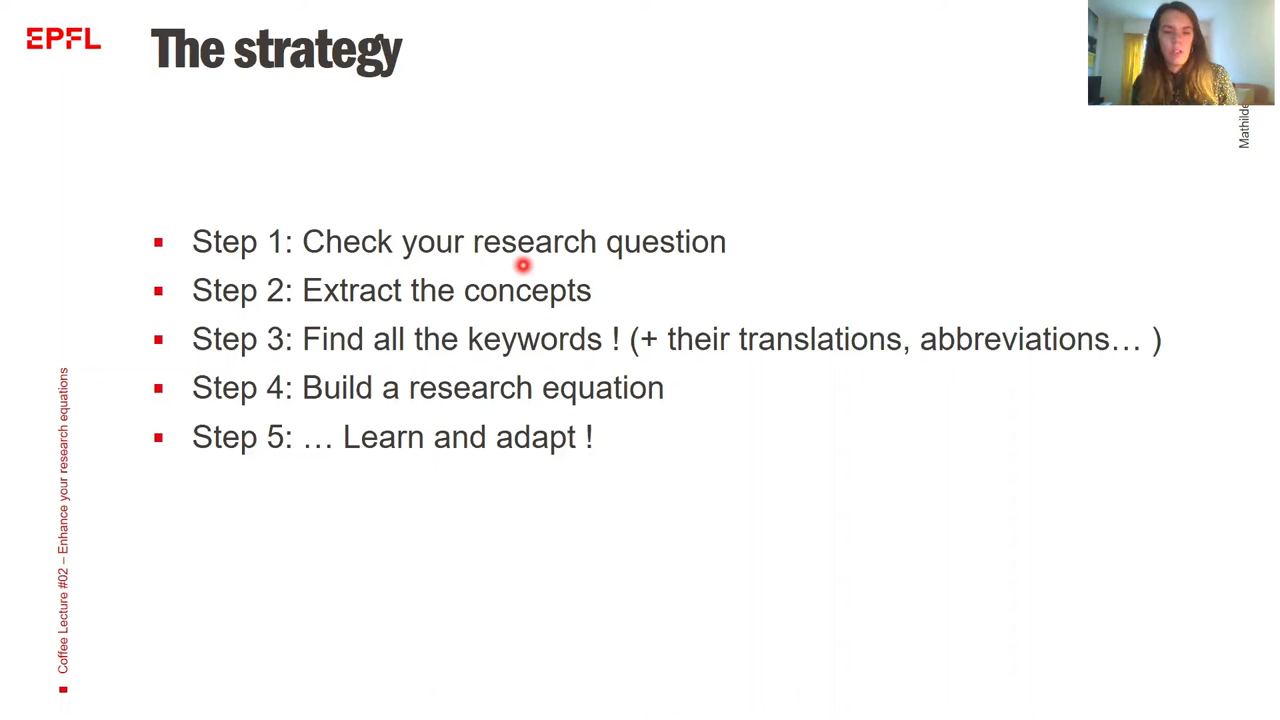 EPFL
The strategy
Mathilde
▪ Step 1: Check your research question
▪ Step 2: Extract the concepts
▪ Step 3: Find all the keywords ! (+ their translations, abbreviations… )
▪ Step 4: Build a research equation
▪ Step 5: … Learn and adapt !
Coffee Lecture #02 – Enhance your research equations